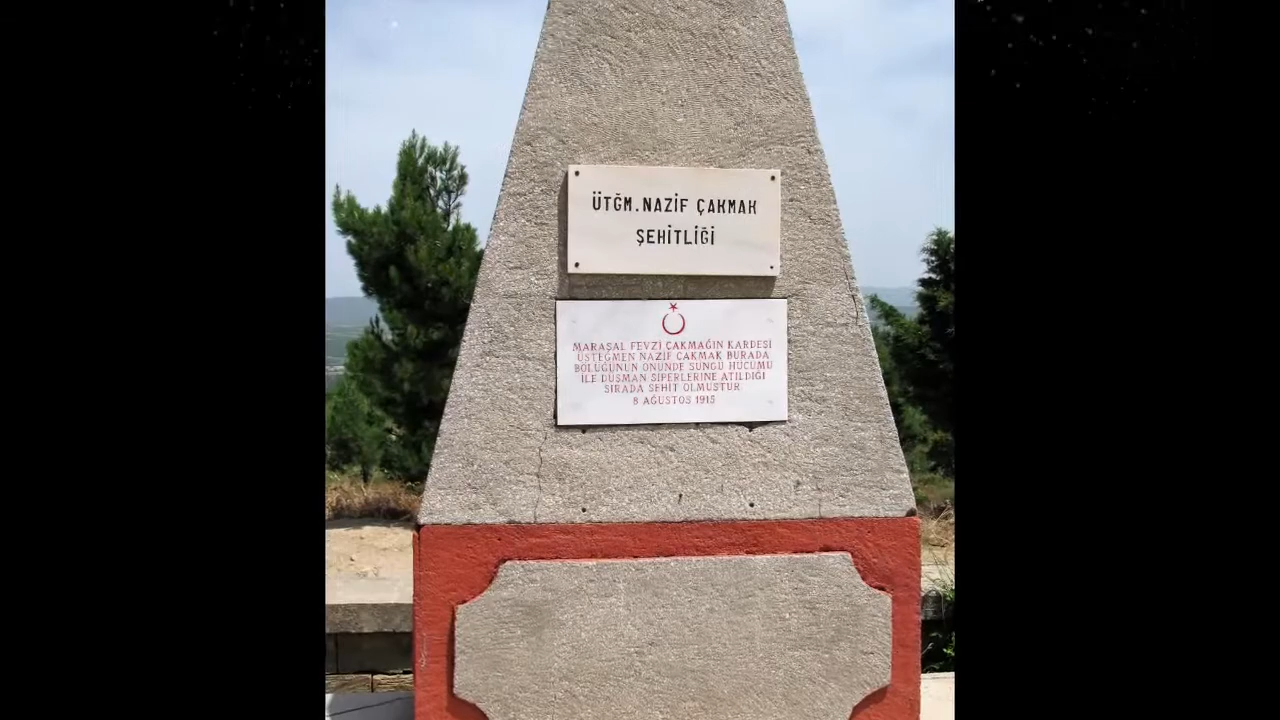 ÜTĞM.NAZİF ÇAKMAK
ŞEHİTLİĞİ
MARAŞAL FEVZİ ÇAKMAĞIN KARDEŞİ
ÜSTEĞMEN NAZİF ÇAKMAK BURADA
BÖLÜĞÜNÜN ÖNÜNDE SÜNGÜ HÜCUMU
İLE DÜŞMAN SİPERLERİNE ATILDIĞI
SIRADA ŞEHİT OLMUŞTUR
8 AĞUSTOS 1915